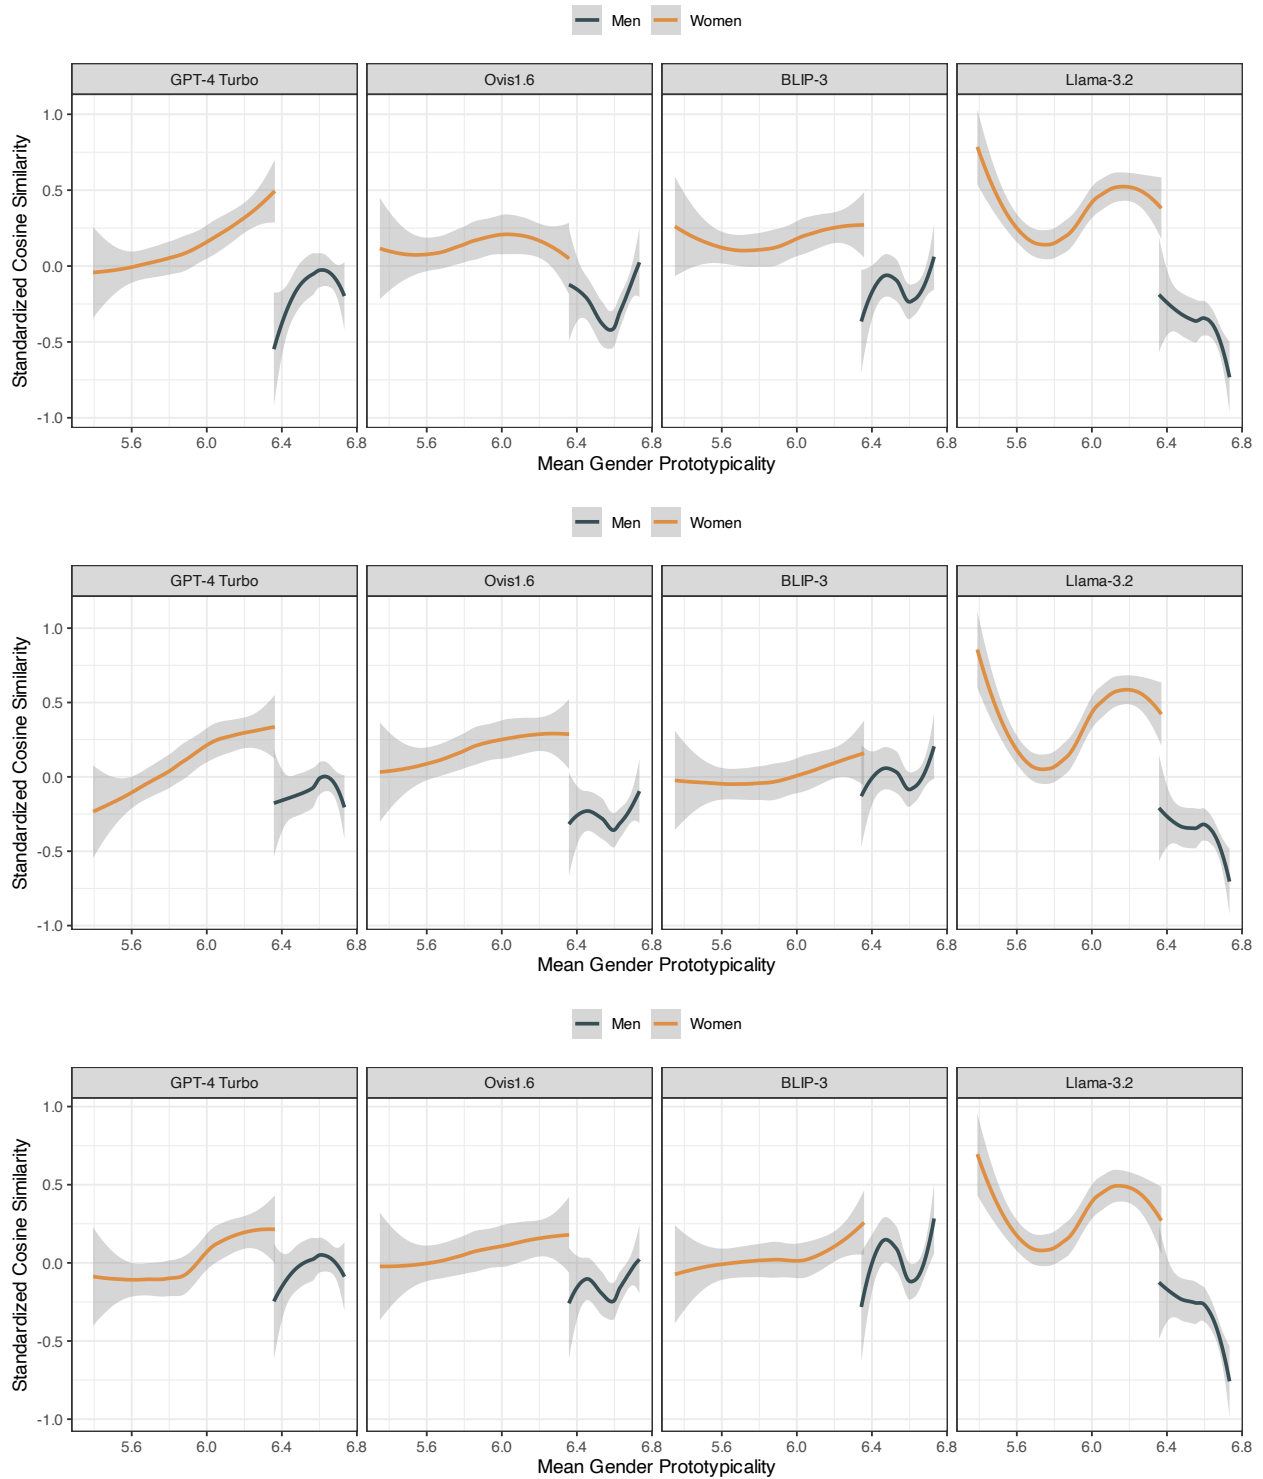 Men Women
GPT-4 Turbo Ovis1.6 BLIP-3 Llama-3.2
Standardized Cosine Similarity
1.0
0.5
0.0
-0.5
-1.0
5.6 6.0 6.4 6.8 5.6 6.0 6.4 6.8 5.6 6.0 6.4 6.8 5.6 6.0 6.4 6.8
Mean Gender Prototypicality
Men Women
GPT-4 Turbo Ovis1.6 BLIP-3 Llama-3.2
Standardized Cosine Similarity
1.0
0.5
0.0
-0.5
-1.0
5.6 6.0 6.4 6.8 5.6 6.0 6.4 6.8 5.6 6.0 6.4 6.8 5.6 6.0 6.4 6.8
Mean Gender Prototypicality
Men Women
GPT-4 Turbo Ovis1.6 BLIP-3 Llama-3.2
Standardized Cosine Similarity
1.0
0.5
0.0
-0.5
-1.0
5.6 6.0 6.4 6.8 5.6 6.0 6.4 6.8 5.6 6.0 6.4 6.8 5.6 6.0 6.4 6.8
Mean Gender Prototypicality